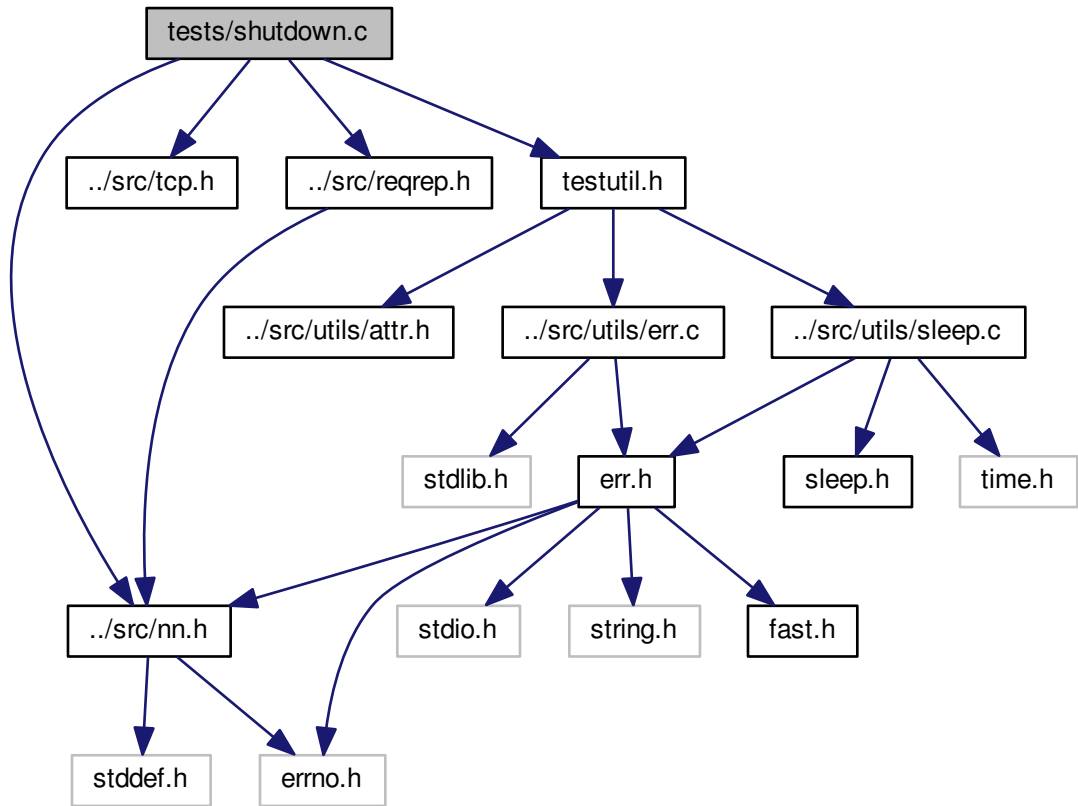 tests/shutdown.c
../src/tcp.h
../src/reqrep.h
testutil.h
../src/utils/attr.h
../src/utils/err.c
../src/utils/sleep.c
stdlib.h
err.h
sleep.h
time.h
../src/nn.h
stdio.h
string.h
fast.h
stddef.h
errno.h